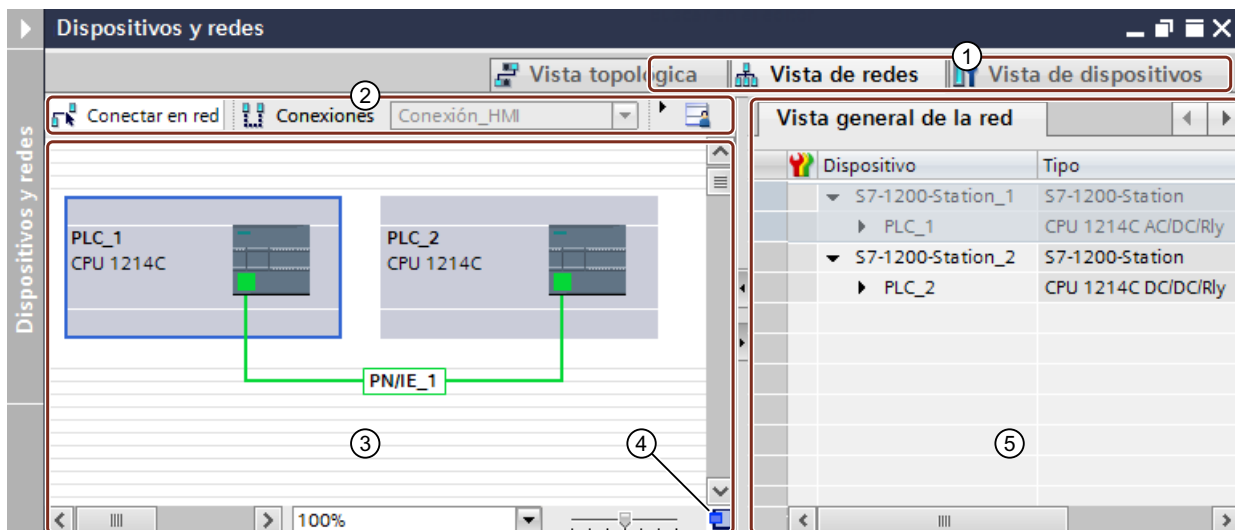 Dispositivos y redes
1
Vista topológica Vista de redes Vista de dispositivos
2
Conectar en red Conexiones Conexión_HMI
Vista general de la red
Dispositivos y redes
Dispositivo Tipo
S7-1200-Station_1 S7-1200-Station
PLC_1 CPU 1214C AC/DC/Rly
S7-1200-Station_2 S7-1200-Station
PLC_2 CPU 1214C DC/DC/Rly
PLC_1
CPU 1214C
PLC_2
CPU 1214C
PN/IE_1
3
4
5
100%